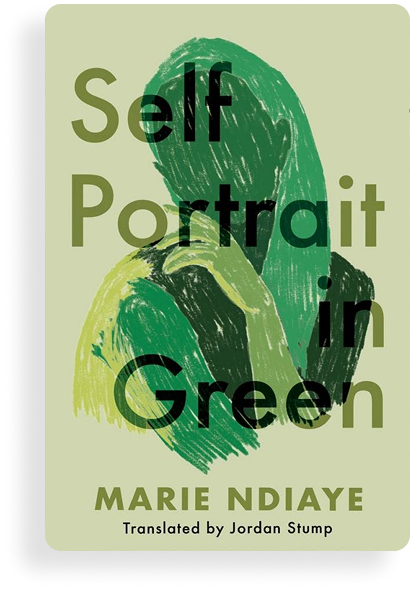 Self
Portrait
in
Green
MARIE NDIAYE
Translated by Jordan Stump